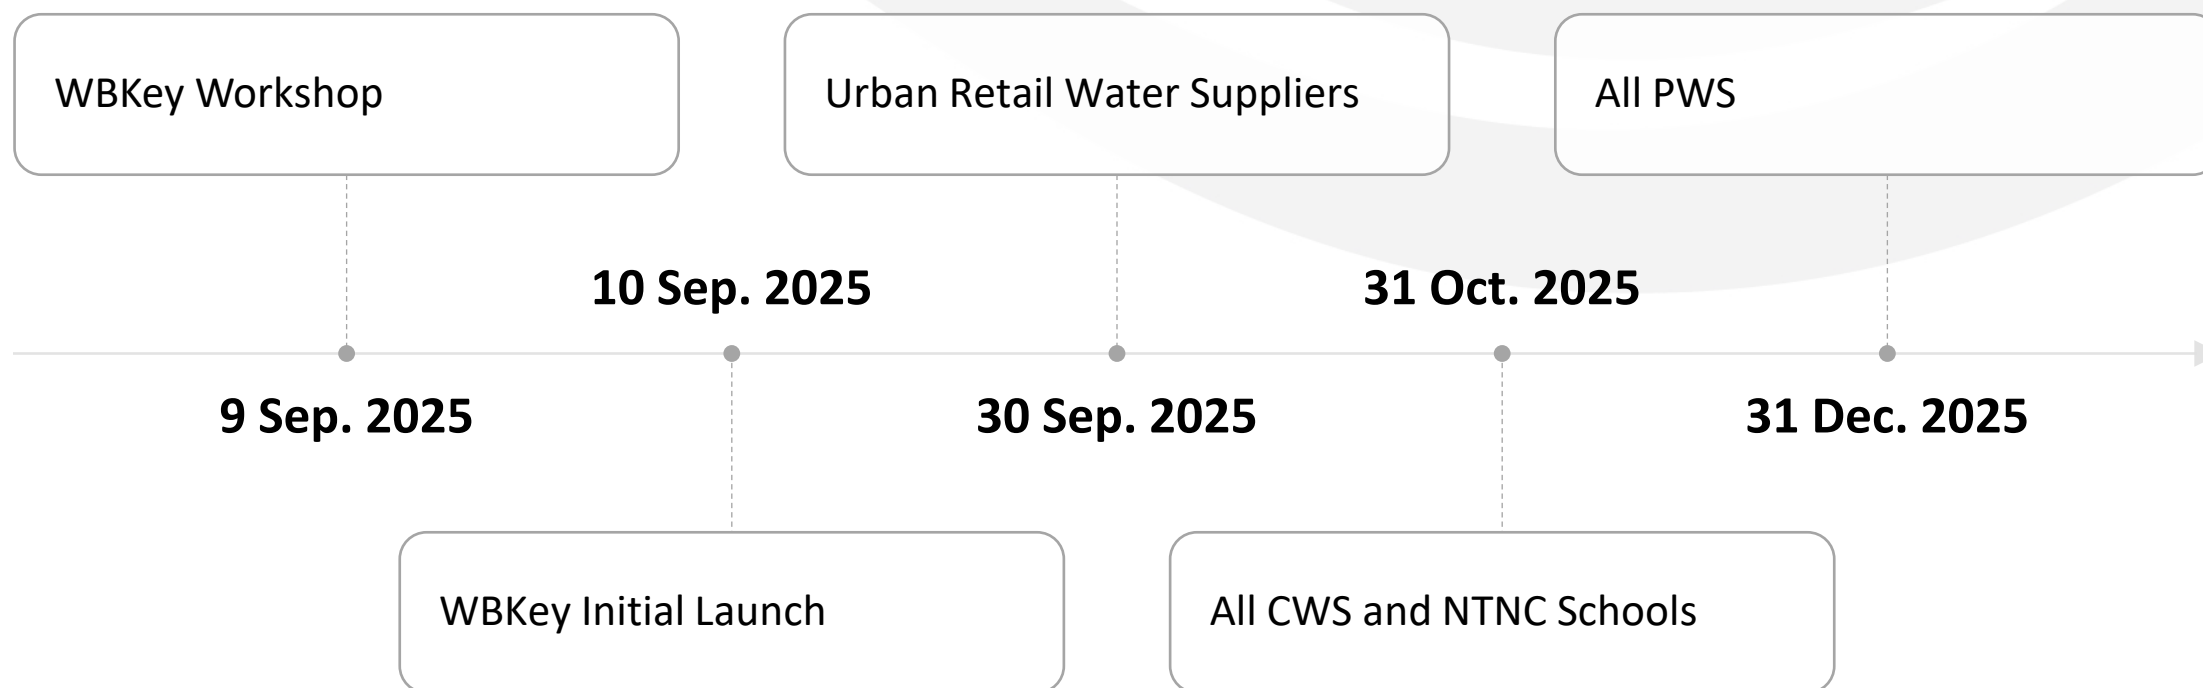 WBKey Workshop
Urban Retail Water Suppliers
All PWS
10 Sep. 2025
31 Oct. 2025
9 Sep. 2025
30 Sep. 2025
31 Dec. 2025
WBKey Initial Launch
All CWS and NTNC Schools